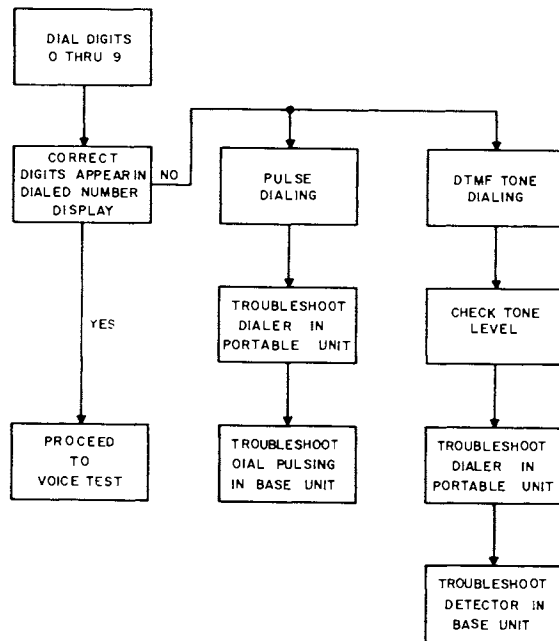 DIAL DIGITS
0 THRU 9
CORRECT
DIGITS APPEAR IN
DIALED NUMBER
DISPLAY
NO
YES
PROCEED
TO
VOICE TEST
PULSE
DIALING
TROUBLESHOOT
DIALER IN
PORTABLE UNIT
TROUBLESHOOT
OIAL PULSING
IN BASE UNIT
DTMF TONE
DIALING
CHECK TONE
LEVEL
TROUBLESHOOT
DIALER IN
PORTABLE UNIT
TROUBLESHOOT
DETECTOR IN
BASE UNIT